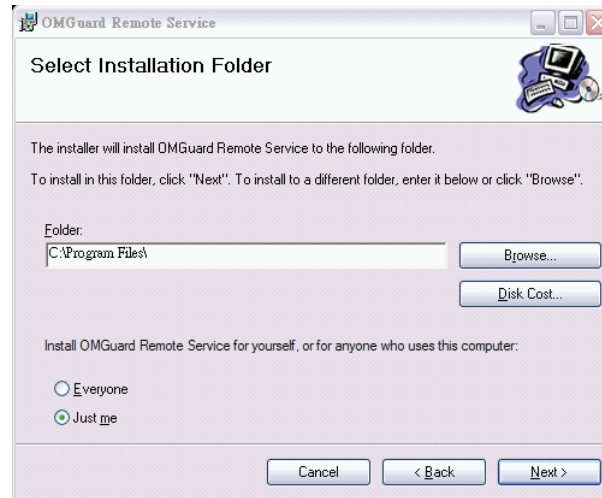 OMGuard Remote Service
Select Installation Folder
The installer will install OMGuard Remote Service to the following folder.
To install in this folder, click "Next". To install to a different folder, enter it below or click "Browse".
Folder:
C:\Program Files\
Browse...
Disk Cost...
Install OMGuard Remote Service for yourself, or for anyone who uses this computer:
Everyone
Just me
Cancel
< Back
Next >